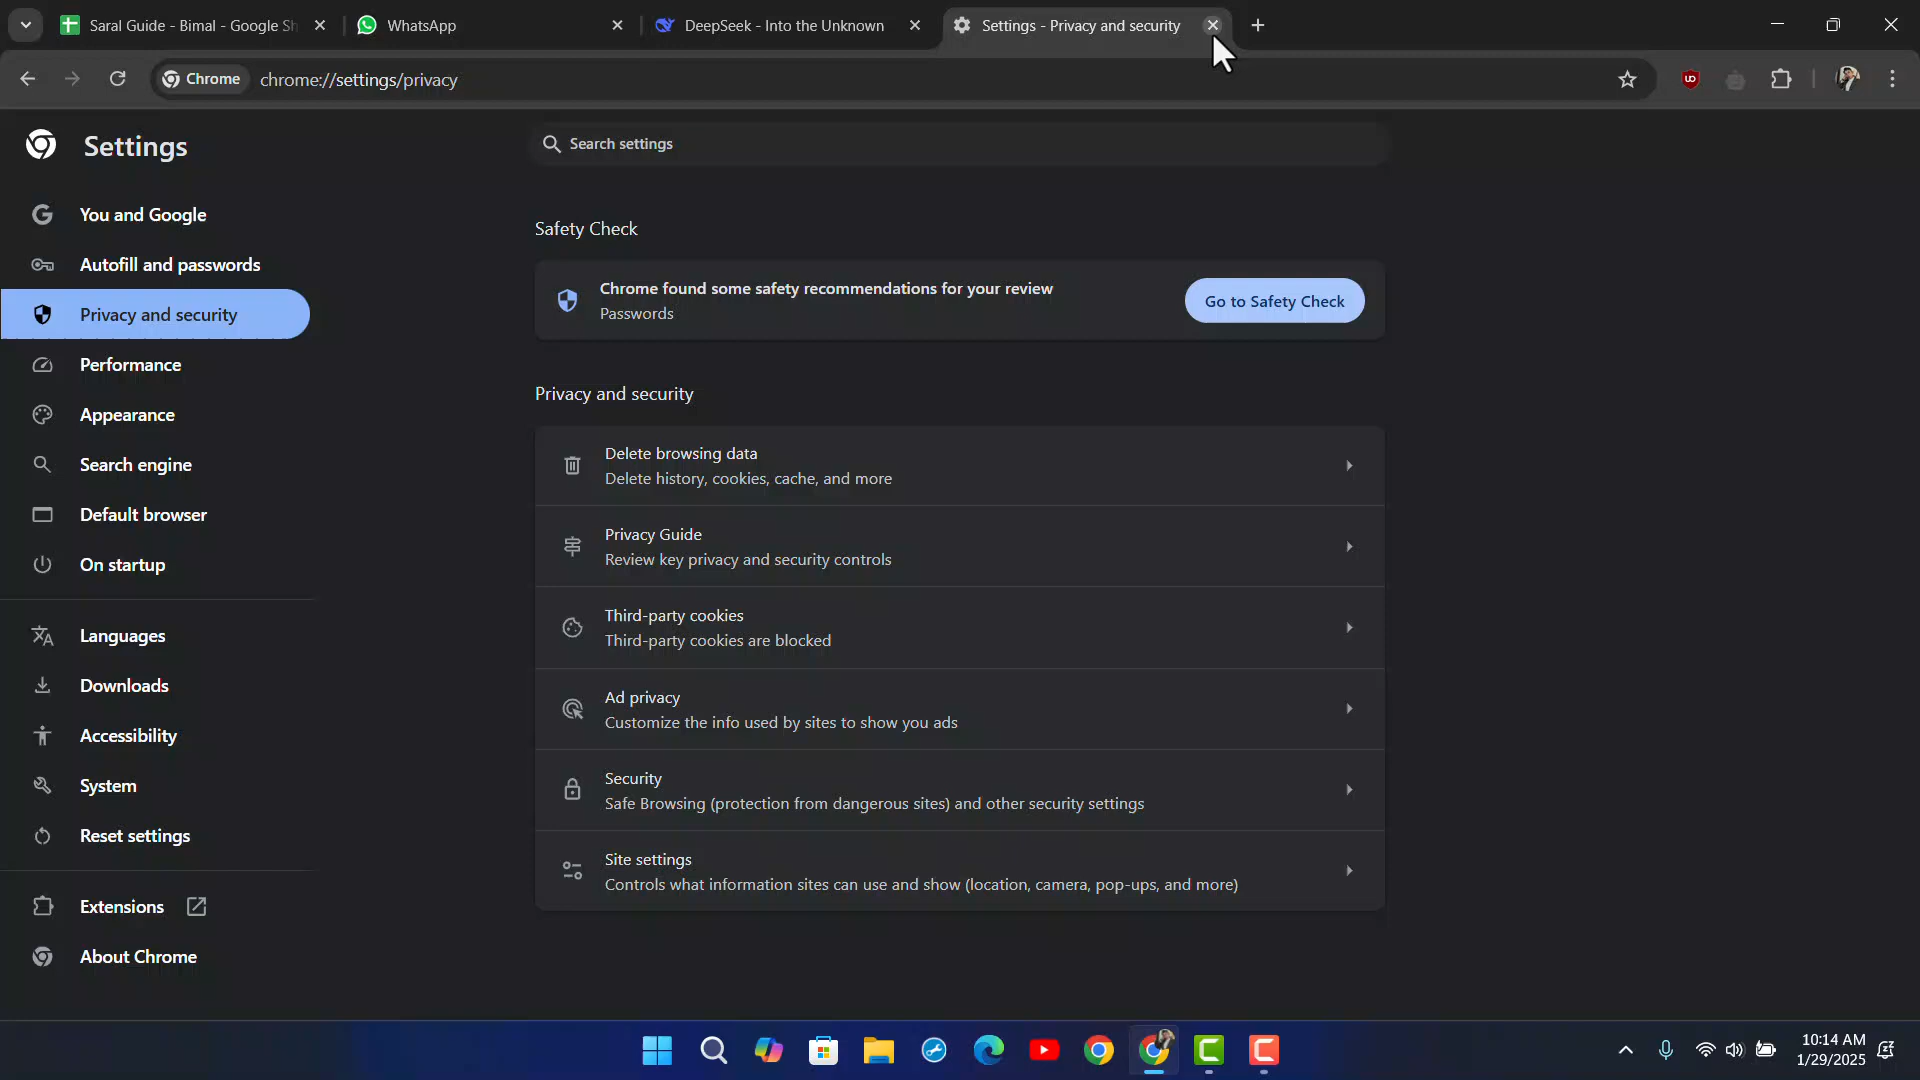 Saral Guide - Bimal - Google Sh
WhatsApp
DeepSeek - Into the Unknown
Settings - Privacy and security
Chrome
chrome://settings/privacy
Settings
Search settings
You and Google
Autofill and passwords
Privacy and security
Performance
Appearance
Search engine
Default browser
On startup
Languages
Downloads
Accessibility
System
Reset settings
Extensions
About Chrome
Safety Check
Chrome found some safety recommendations for your review
Passwords
Go to Safety Check
Privacy and security
Delete browsing data
Delete history, cookies, cache, and more
Privacy Guide
Review key privacy and security controls
Third-party cookies
Third-party cookies are blocked
Ad privacy
Customize the info used by sites to show you ads
Security
Safe Browsing (protection from dangerous sites) and other security settings
Site settings
Controls what information sites can use and show (location, camera, pop-ups, and more)
10:14 AM
1/29/2025